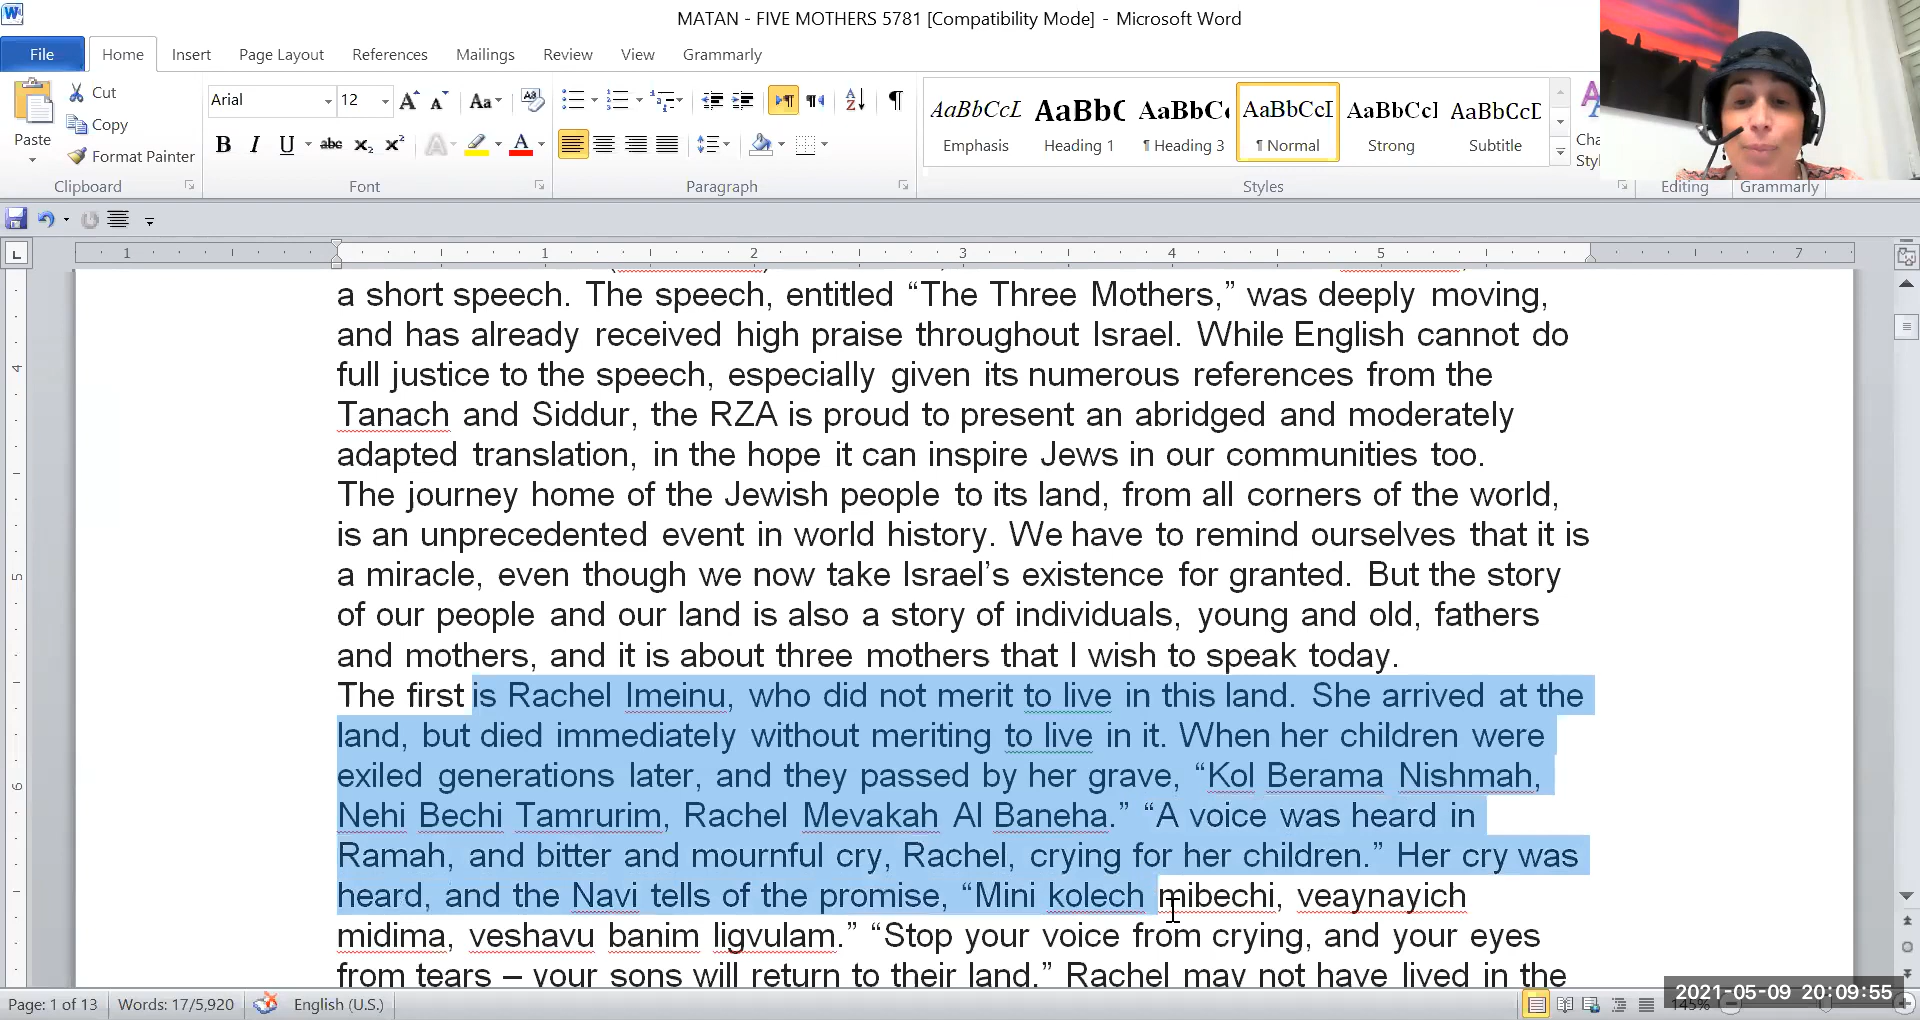 MATAN - FIVE MOTHERS 5781 [Compatibility Mode] - Microsoft Word
File Home Insert Page Layout References Mailings Review View Grammarly
Paste
Cut
Copy
Format Painter
Clipboard
Arial 12
Font
Paragraph
AaBbCcL AaBbC AaBbC AaBbCcI AaBbCcI AaBbCcD
Emphasis Heading 1 ¶ Heading 3 ¶ Normal Strong Subtitle
Styles
Editing Grammarly
1 1 2 3 4 5 7
a short speech. The speech, entitled “The Three Mothers,” was deeply moving,
and has already received high praise throughout Israel. While English cannot do
full justice to the speech, especially given its numerous references from the
Tanach and Siddur, the RZA is proud to present an abridged and moderately
adapted translation, in the hope it can inspire Jews in our communities too.
The journey home of the Jewish people to its land, from all corners of the world,
is an unprecedented event in world history. We have to remind ourselves that it is
a miracle, even though we now take Israel’s existence for granted. But the story
of our people and our land is also a story of individuals, young and old, fathers
and mothers, and it is about three mothers that I wish to speak today.
The first is Rachel Imeinu, who did not merit to live in this land. She arrived at the
land, but died immediately without meriting to live in it. When her children were
exiled generations later, and they passed by her grave, “Kol Berama Nishmah,
Nehi Bechi Tamrurim, Rachel Mevakah Al Baneha.” “A voice was heard in
Ramah, and bitter and mournful cry, Rachel, crying for her children.” Her cry was
heard, and the Navi tells of the promise, “Mini kolech mibechi, veaynayich
midima, veshavu banim ligvulam.” “Stop your voice from crying, and your eyes
from tears – your sons will return to their land.” Rachel may not have lived in the
Page: 1 of 13 Words: 17/5,920 English (U.S.) 145%
2021-05-09 20:09:55